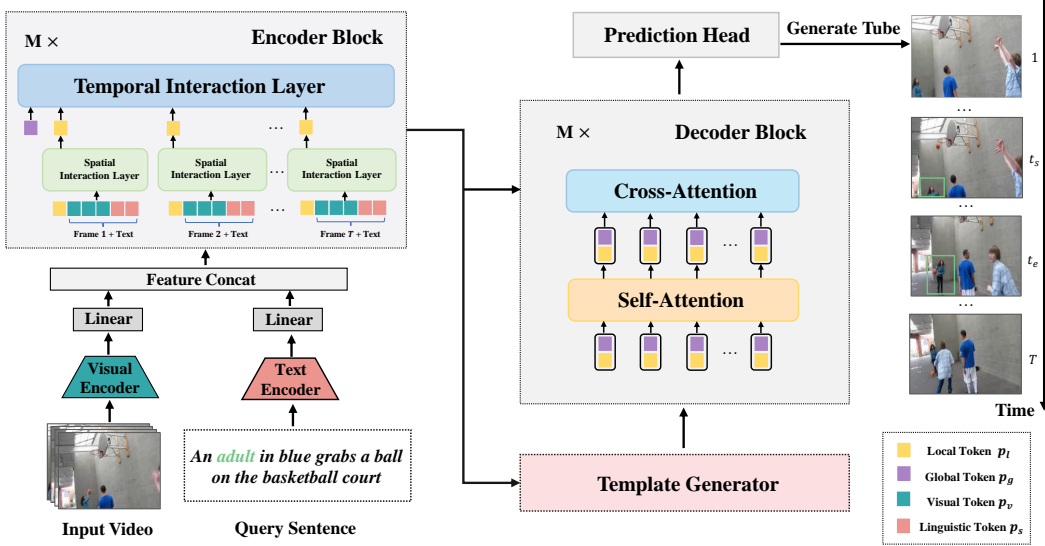 M ×
Encoder Block
Temporal Interaction Layer
...
Spatial
Interaction Layer
Spatial
Interaction Layer
...
Spatial
Interaction Layer
...
Frame 1 + Text
Frame 2 + Text
Frame T + Text
Feature Concat
Linear
Linear
Visual
Encoder
Text
Encoder
An adult in blue grabs a ball
on the basketball court
Input Video
Query Sentence
Prediction Head
Generate Tube
M ×
Decoder Block
Cross-Attention
...
Self-Attention
...
Template Generator
1
...
t_s
...
t_e
...
T
Time
Local Token p_l
Global Token p_g
Visual Token p_v
Linguistic Token p_s